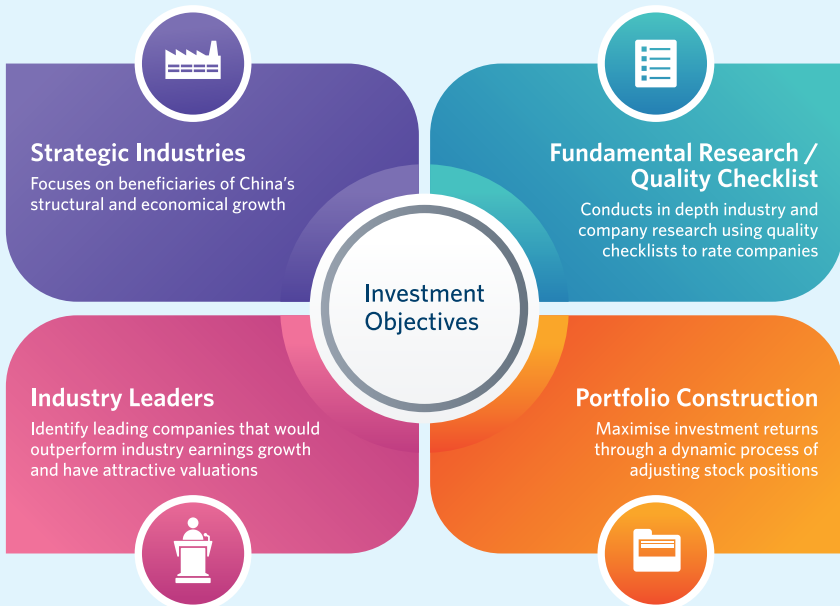 Strategic Industries
Focuses on beneficiaries of China's
structural and economical growth
Fundamental Research /
Quality Checklist
Conducts in depth industry and
company research using quality
checklists to rate companies
Investment
Objectives
Industry Leaders
Identify leading companies that would
outperform industry earnings growth
and have attractive valuations
Portfolio Construction
Maximise investment returns
through a dynamic process of
adjusting stock positions